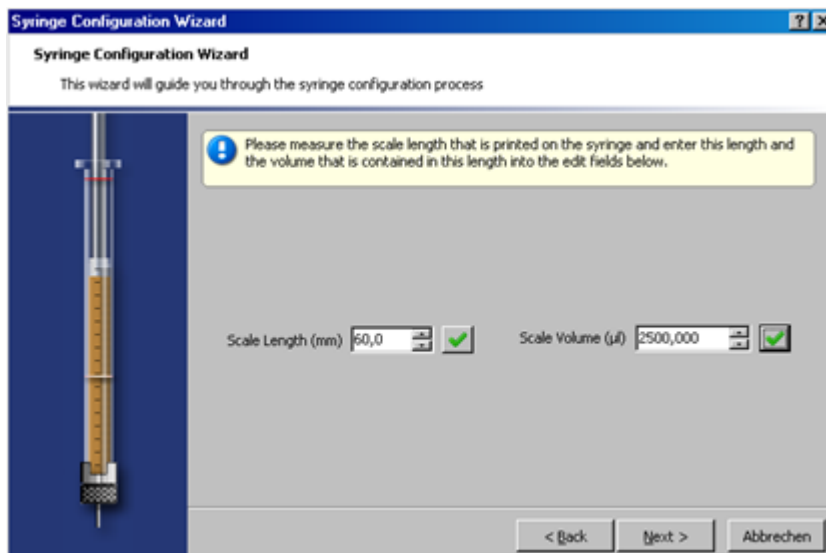 Syringe Configuration Wizard
Syringe Configuration Wizard
This wizard will guide you through the syringe configuration process
Please measure the scale length that is printed on the syringe and enter this length and
the volume that is contained in this length into the edit fields below.
Scale Length (mm) 60,0 Scale Volume (µl) 2500,000
< Back Next > Abbrechen